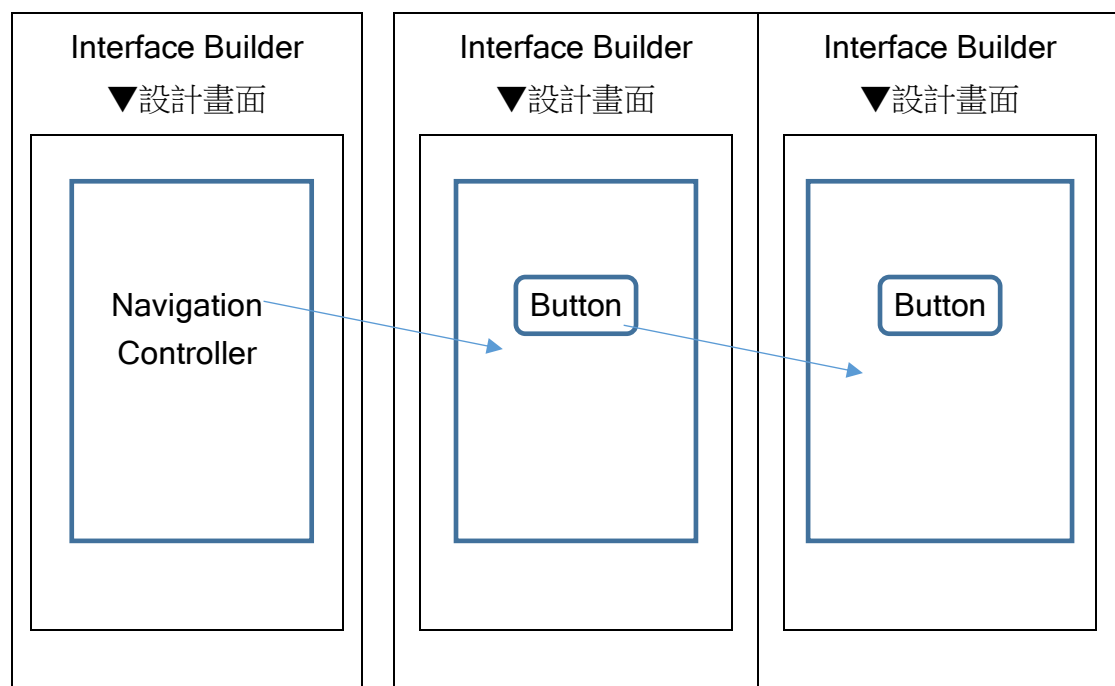 Interface Builder
▼設計畫面
Navigation
Controller
Interface Builder
▼設計畫面
Button
Interface Builder
▼設計畫面
Button